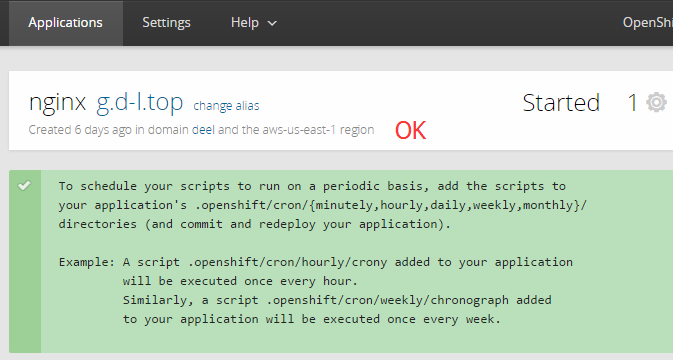 Applications Settings Help OpenShi
nginx g.d-l.top change alias Started 1
Created 6 days ago in domain deel and the aws-us-east-1 region OK
To schedule your scripts to run on a periodic basis, add the scripts to
your application's .openshift/cron/{minutely,hourly,daily,weekly,monthly}/
directories (and commit and redeploy your application).
Example: A script .openshift/cron/hourly/crony added to your application
will be executed once every hour.
Similarly, a script .openshift/cron/weekly/chronograph added
to your application will be executed once every week.